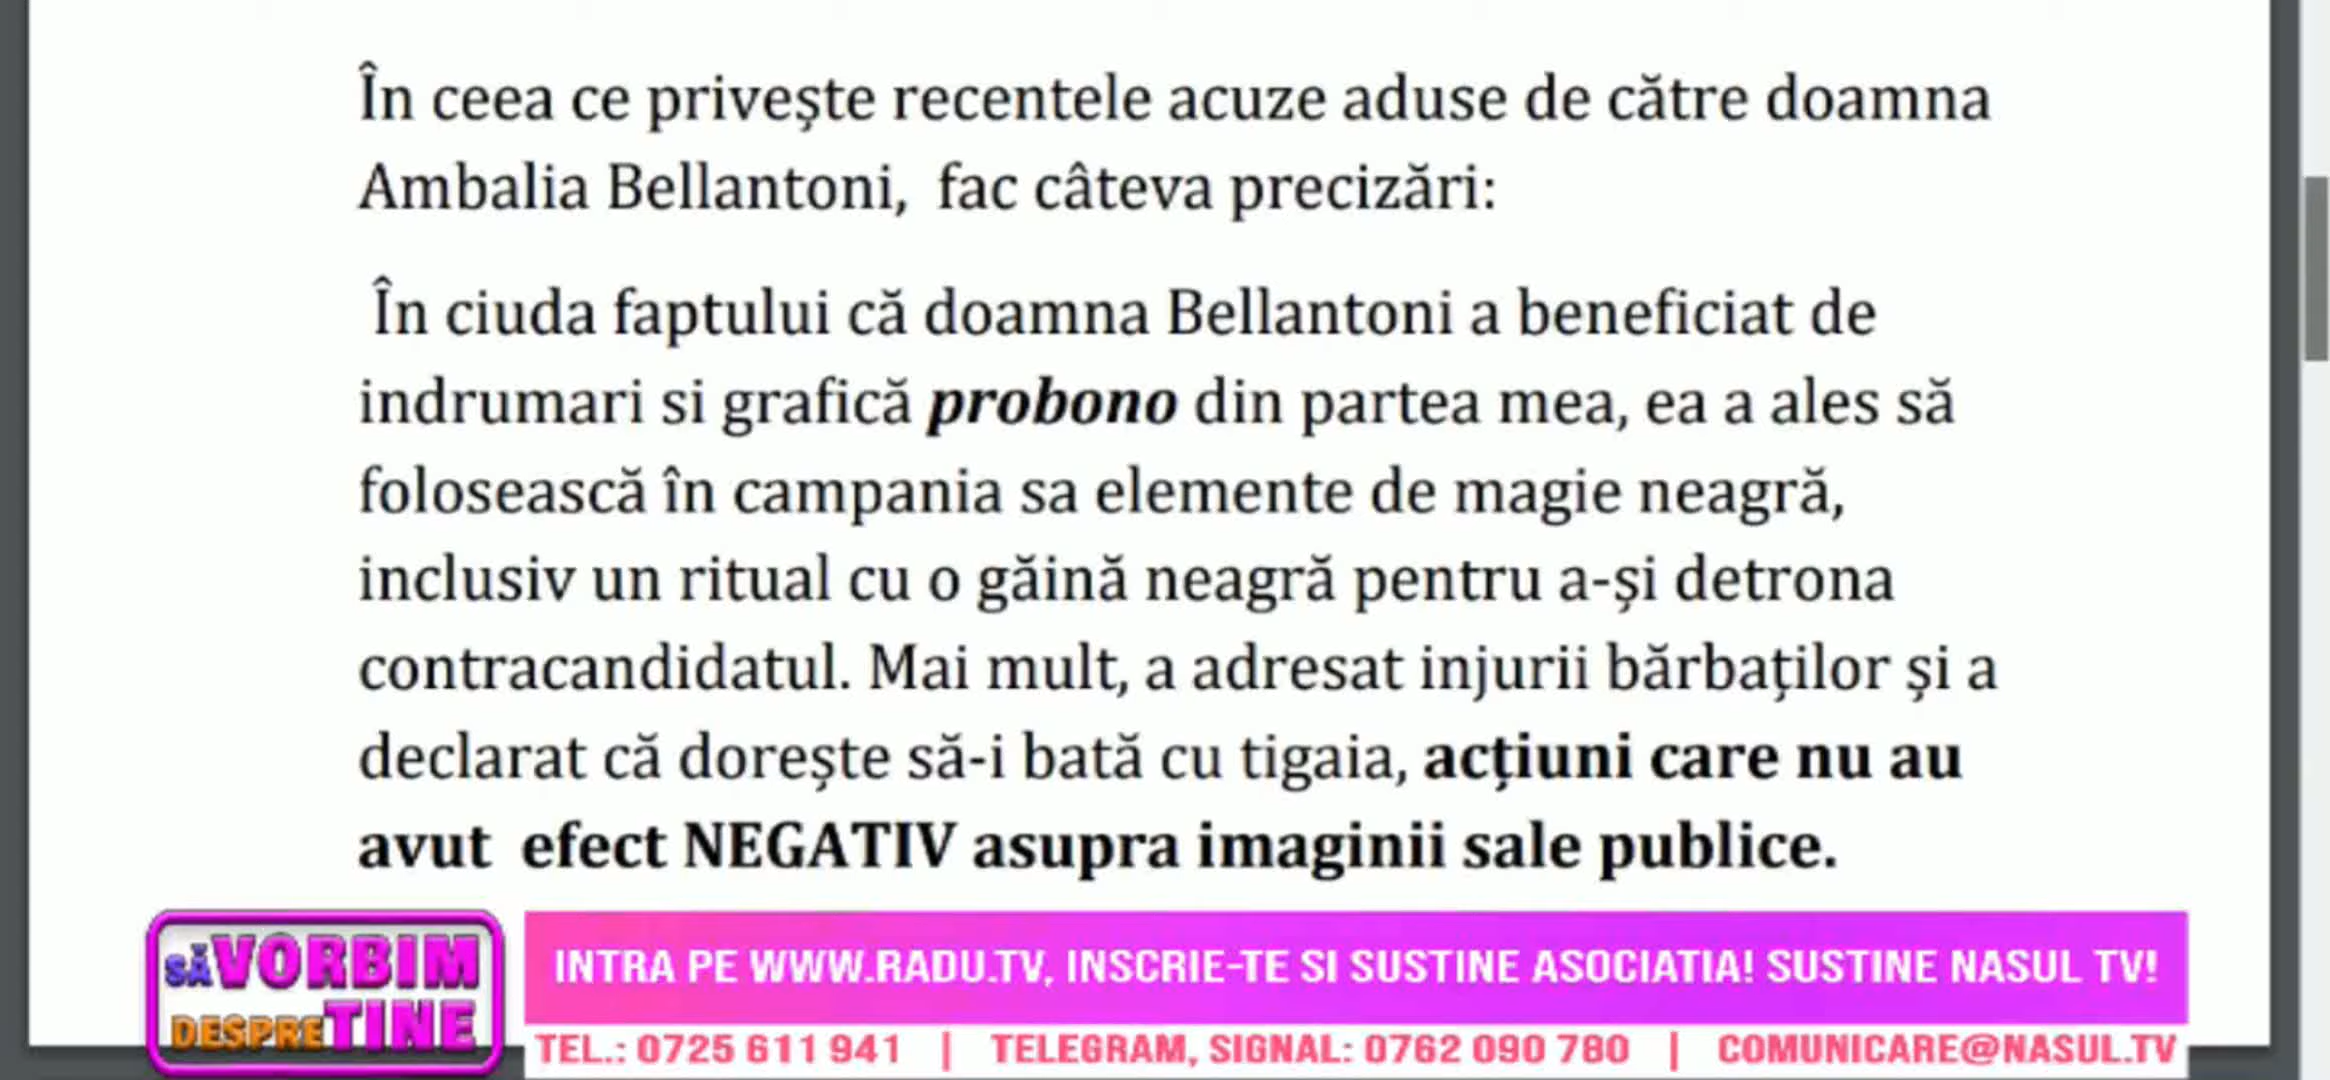 În ceea ce privește recentele acuze aduse de către doamna
Ambalia Bellantoni, fac câteva precizări:
În ciuda faptului că doamna Bellantoni a beneficiat de
indrumari si grafică probono din partea mea, ea a ales să
folosească în campania sa elemente de magie neagră,
inclusiv un ritual cu o găină neagră pentru a-și detrona
contracandidatul. Mai mult, a adresat injurii bărbaților și a
declarat că dorește să-i bată cu tigaia, acțiuni care nu au
avut efect NEGATIV asupra imaginii sale publice.
SĂ VORBIM
DESPRE TINE
INTRA PE WWW.RADU.TV, INSCRIE-TE SI SUSTINE ASOCIATIA! SUSTINE NASUL TV!
TEL.: 0725 611 941 | TELEGRAM, SIGNAL: 0762 090 780 | COMUNICARE@NASUL.TV